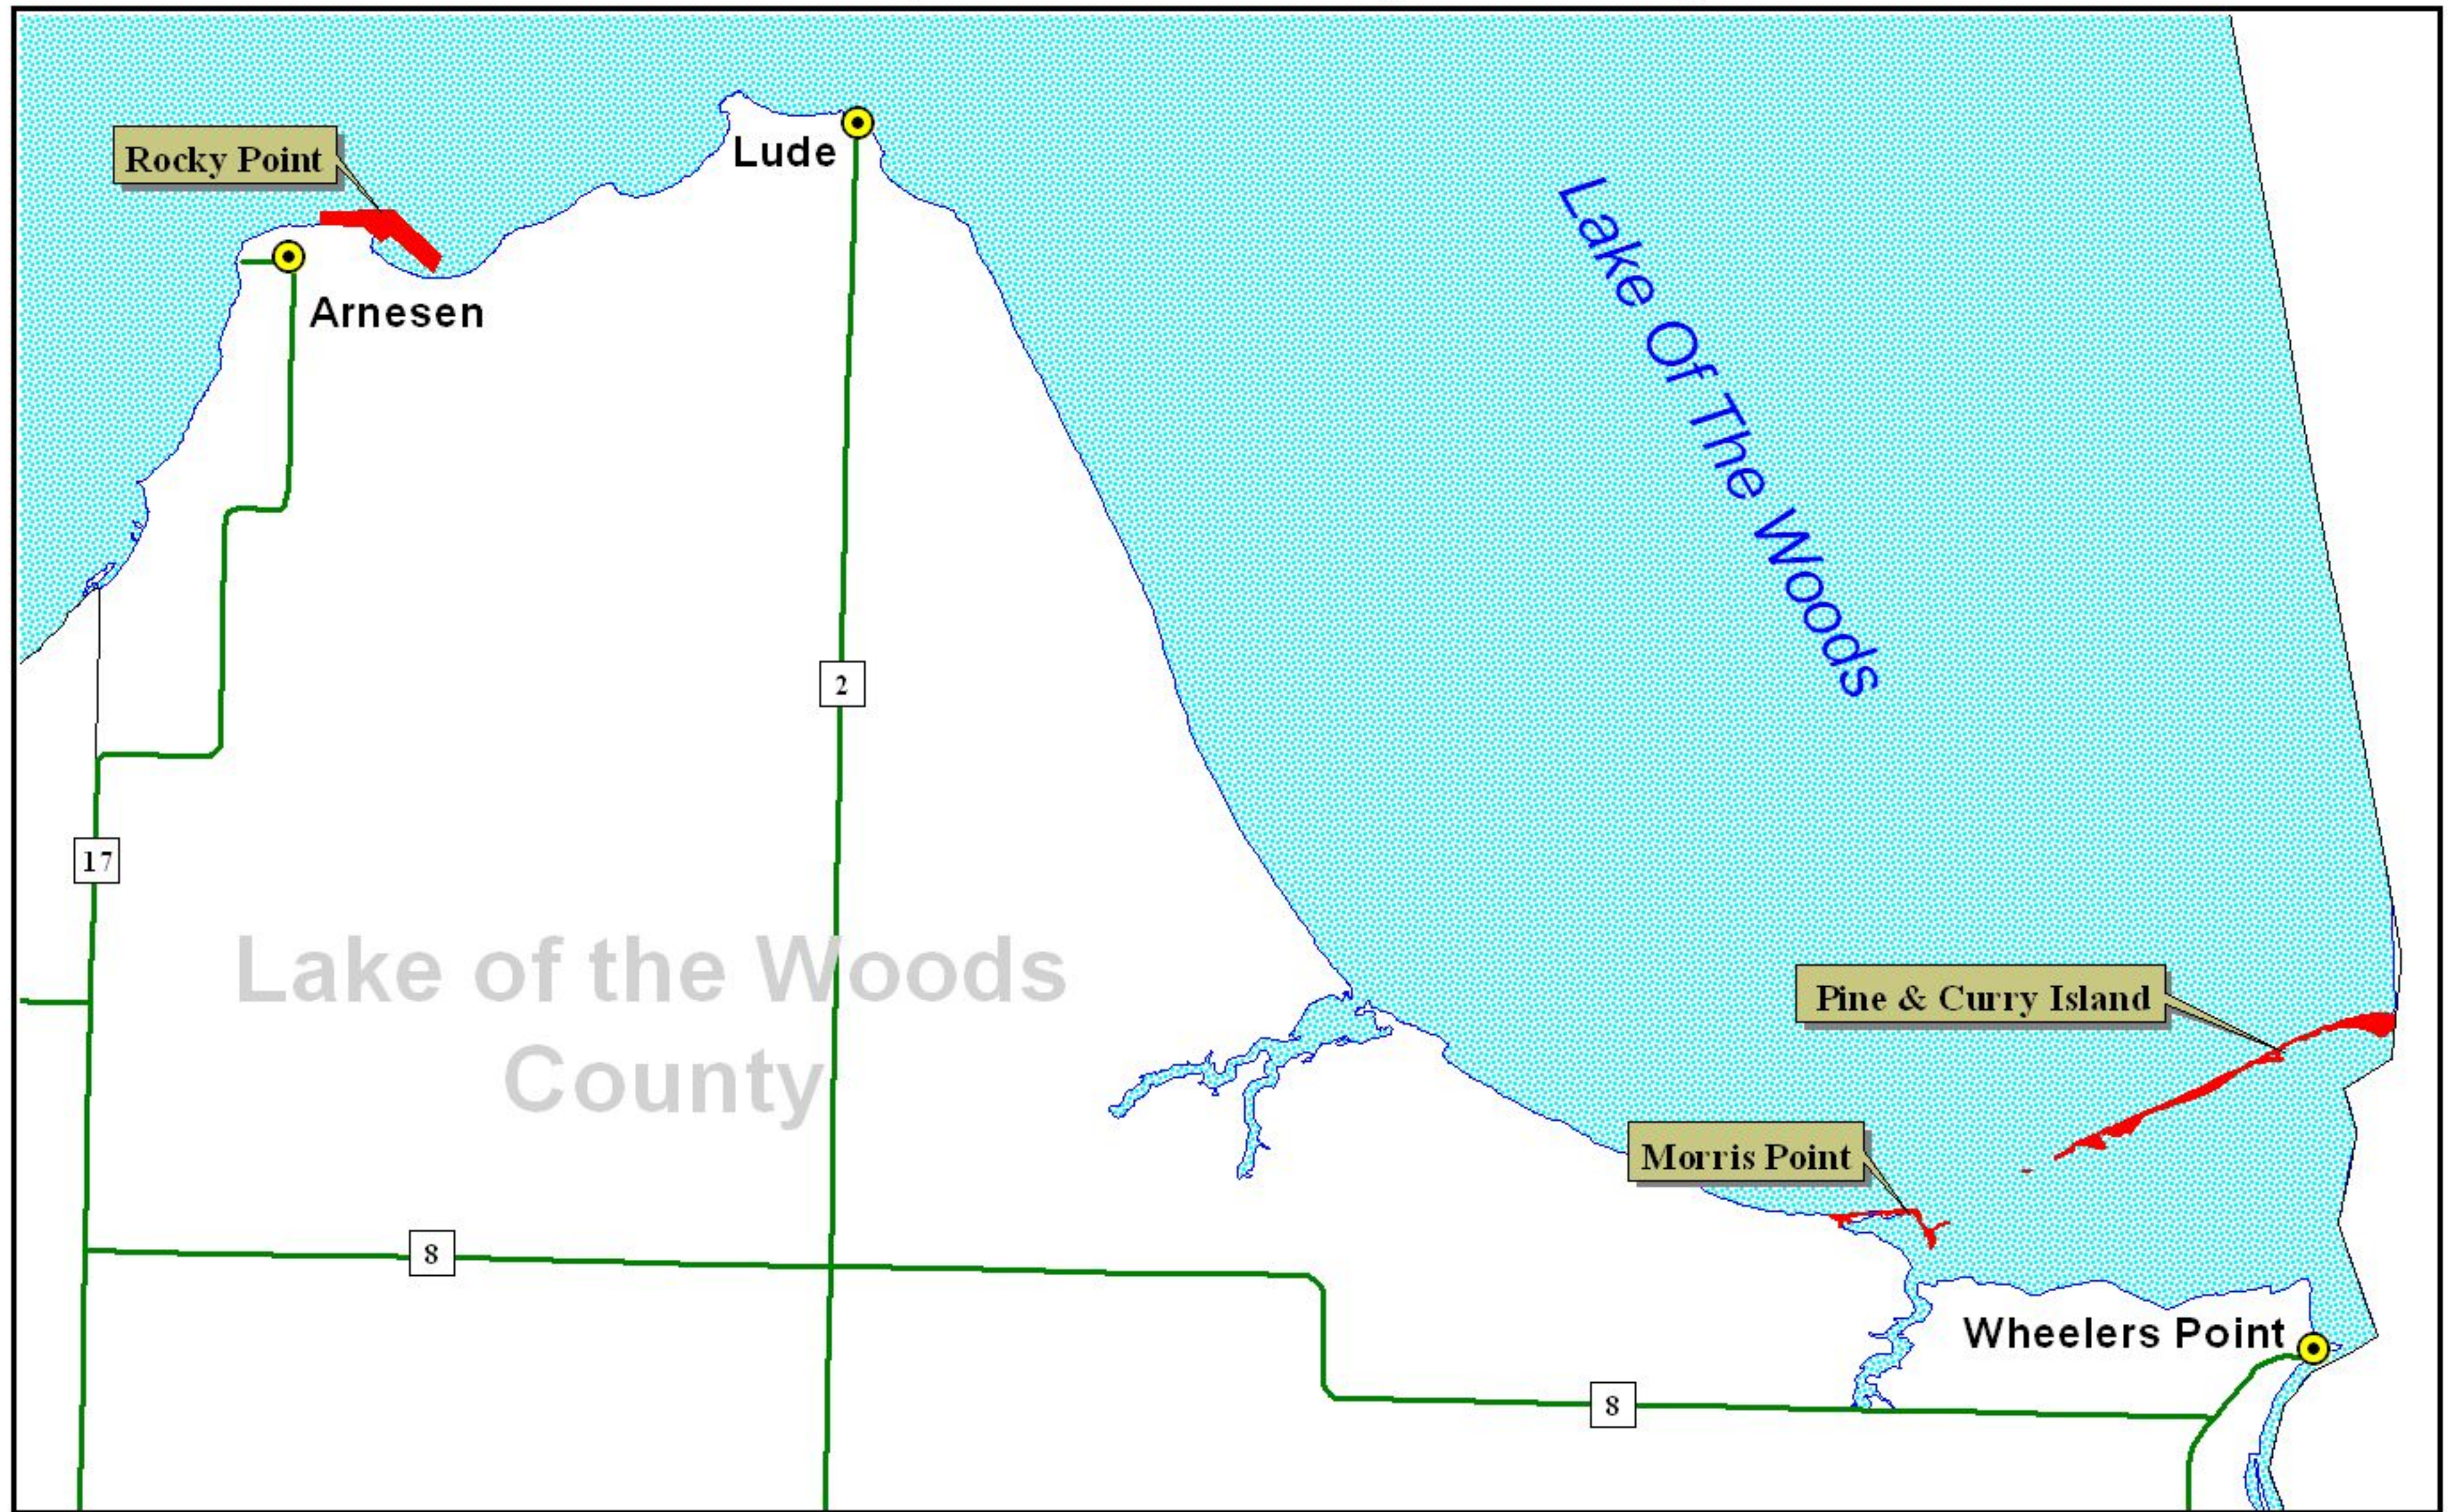 Lude
Rocky Point
Arnesen
Lake Of The Woods
2
17
Lake of the Woods
County
Pine & Curry Island
Morris Point
8
Wheelers Point
8